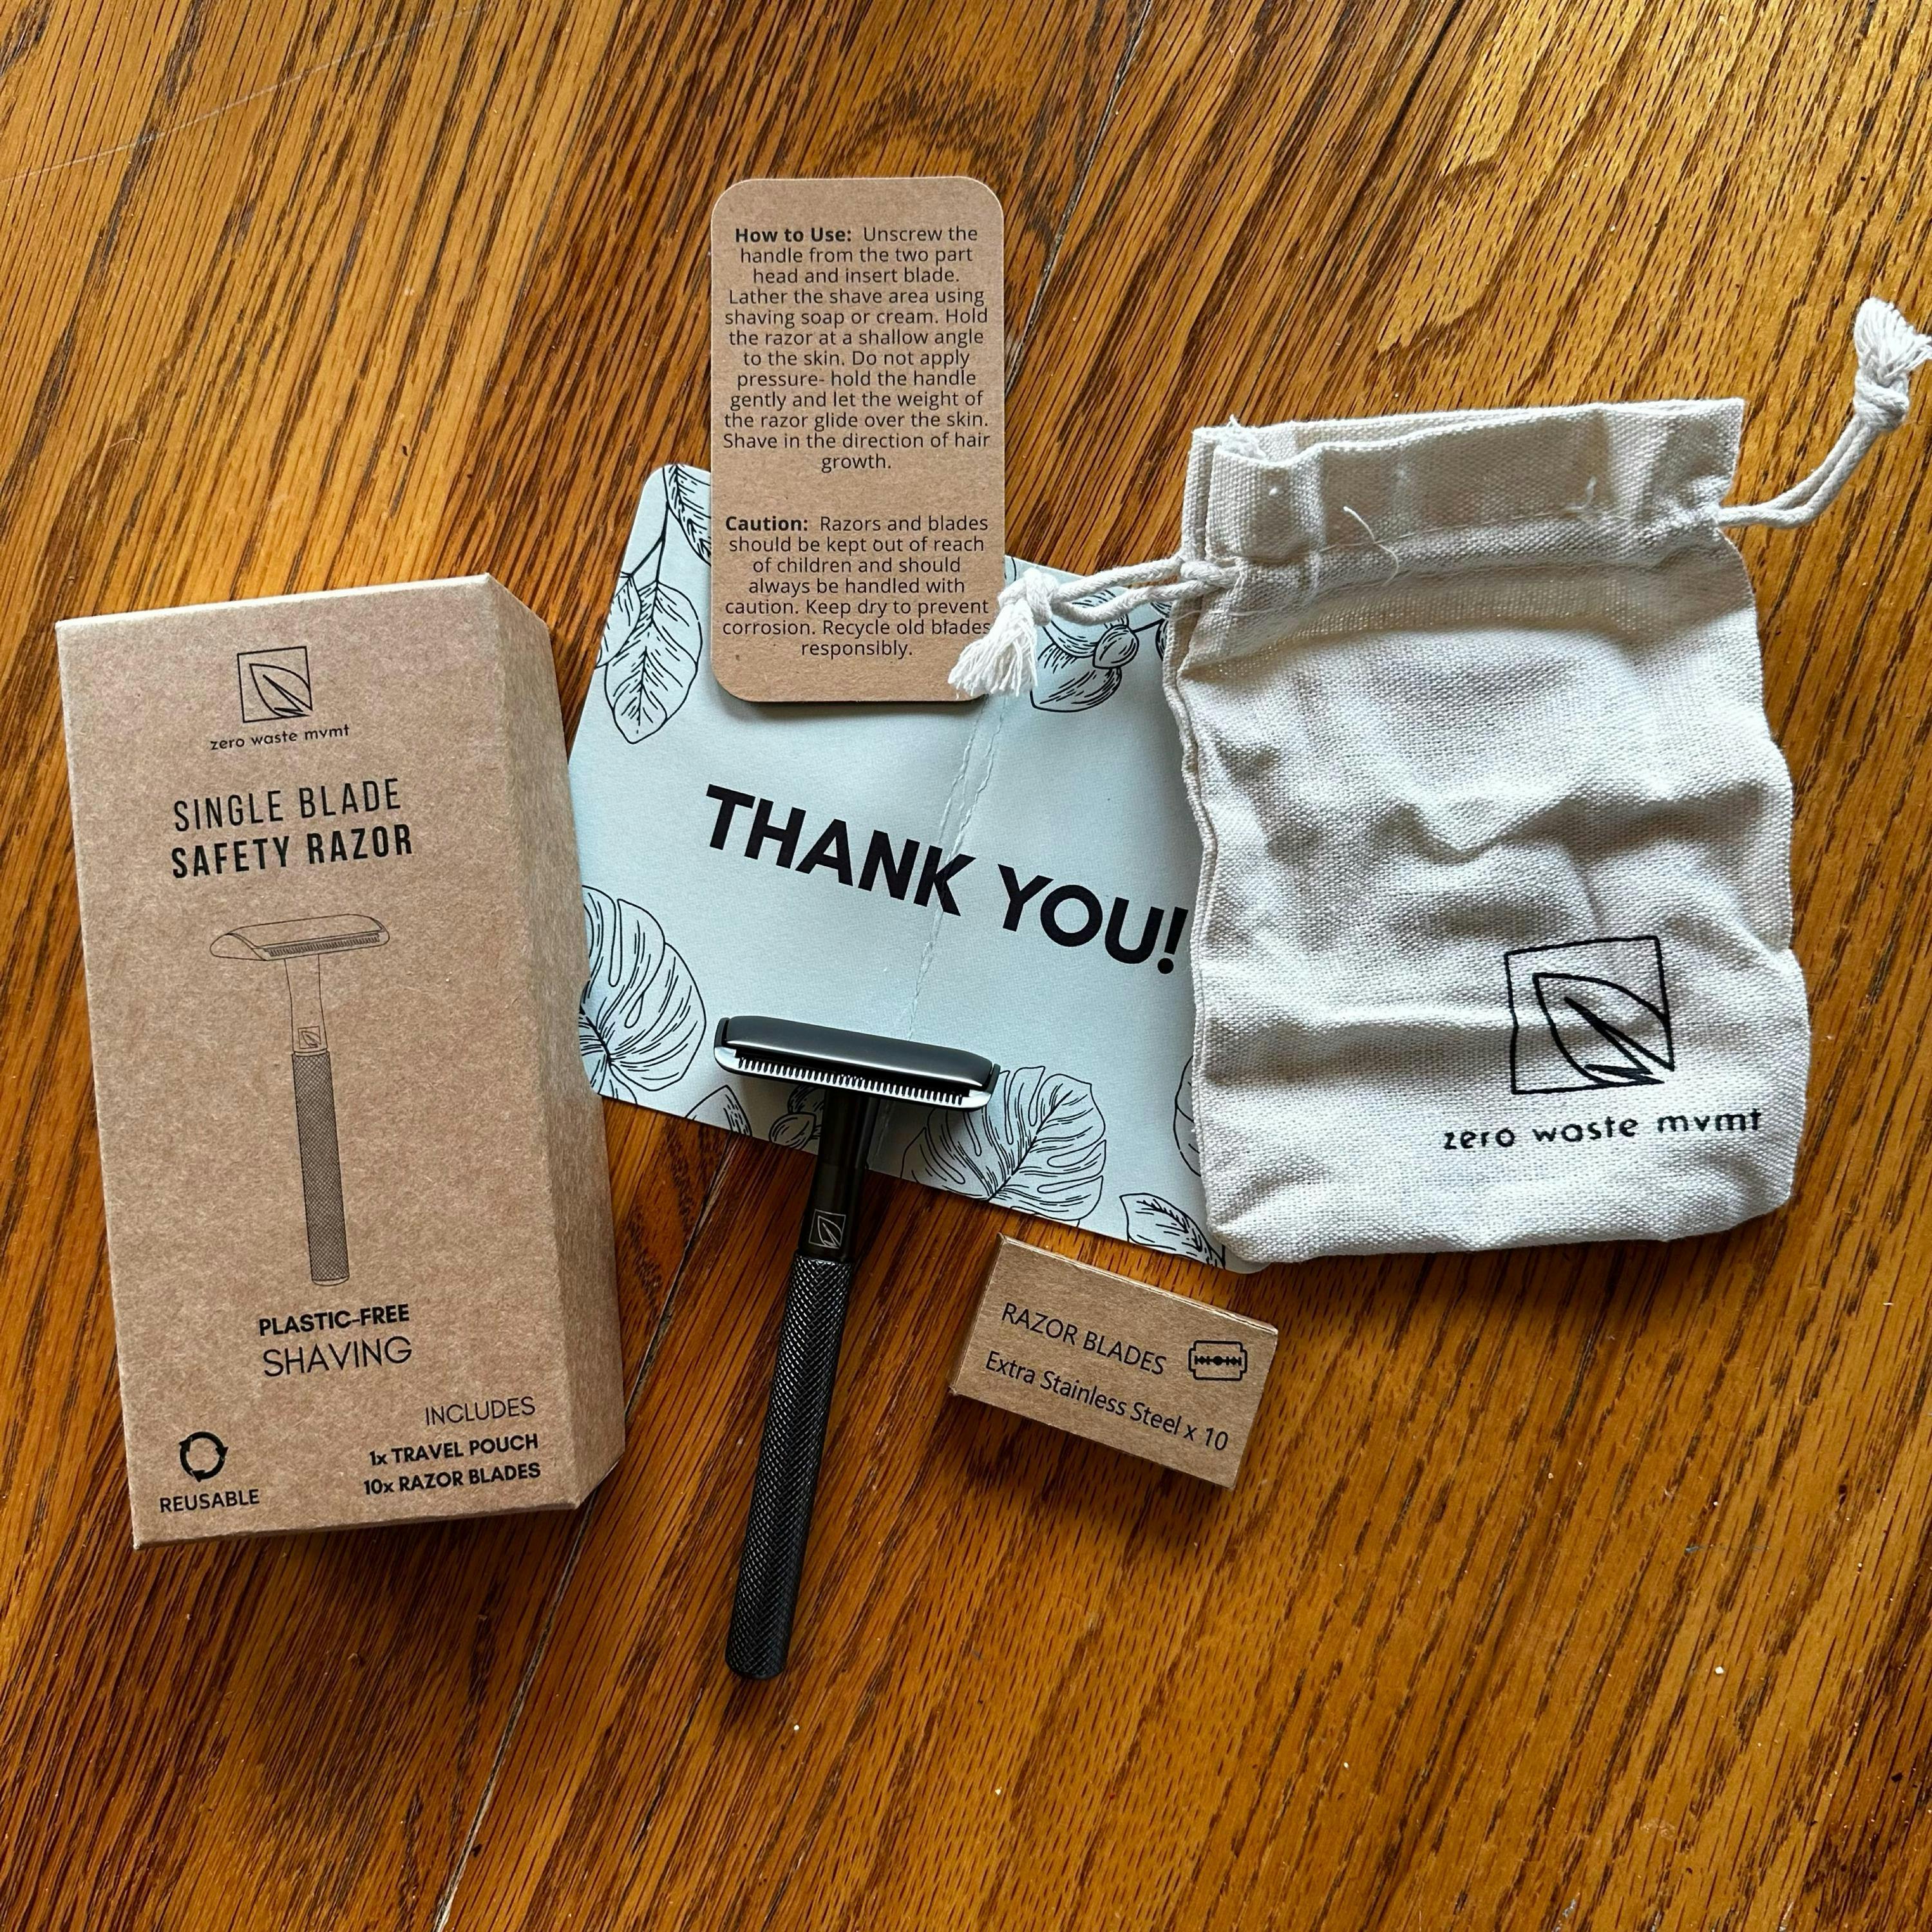 How to Use: Unscrew the
handle from the two part
head and insert blade.
Lather the shave area using
shaving soap or cream. Hold
the razor at a shallow angle
to the skin. Do not apply
pressure- hold the handle
gently and let the weight of
the razor glide over the skin.
Shave in the direction of hair
growth.
Caution: Razors and blades
should be kept out of reach
of children and should
always be handled with
caution. Keep dry to prevent
corrosion. Recycle old blades
responsibly.
zero waste mvmt
SINGLE BLADE
SAFETY RAZOR
PLASTIC-FREE
SHAVING
INCLUDES
1x TRAVEL POUCH
10x RAZOR BLADES
REUSABLE
THANK YOU!
zero waste mvmt
RAZOR BLADES
Extra Stainless Steel x 10